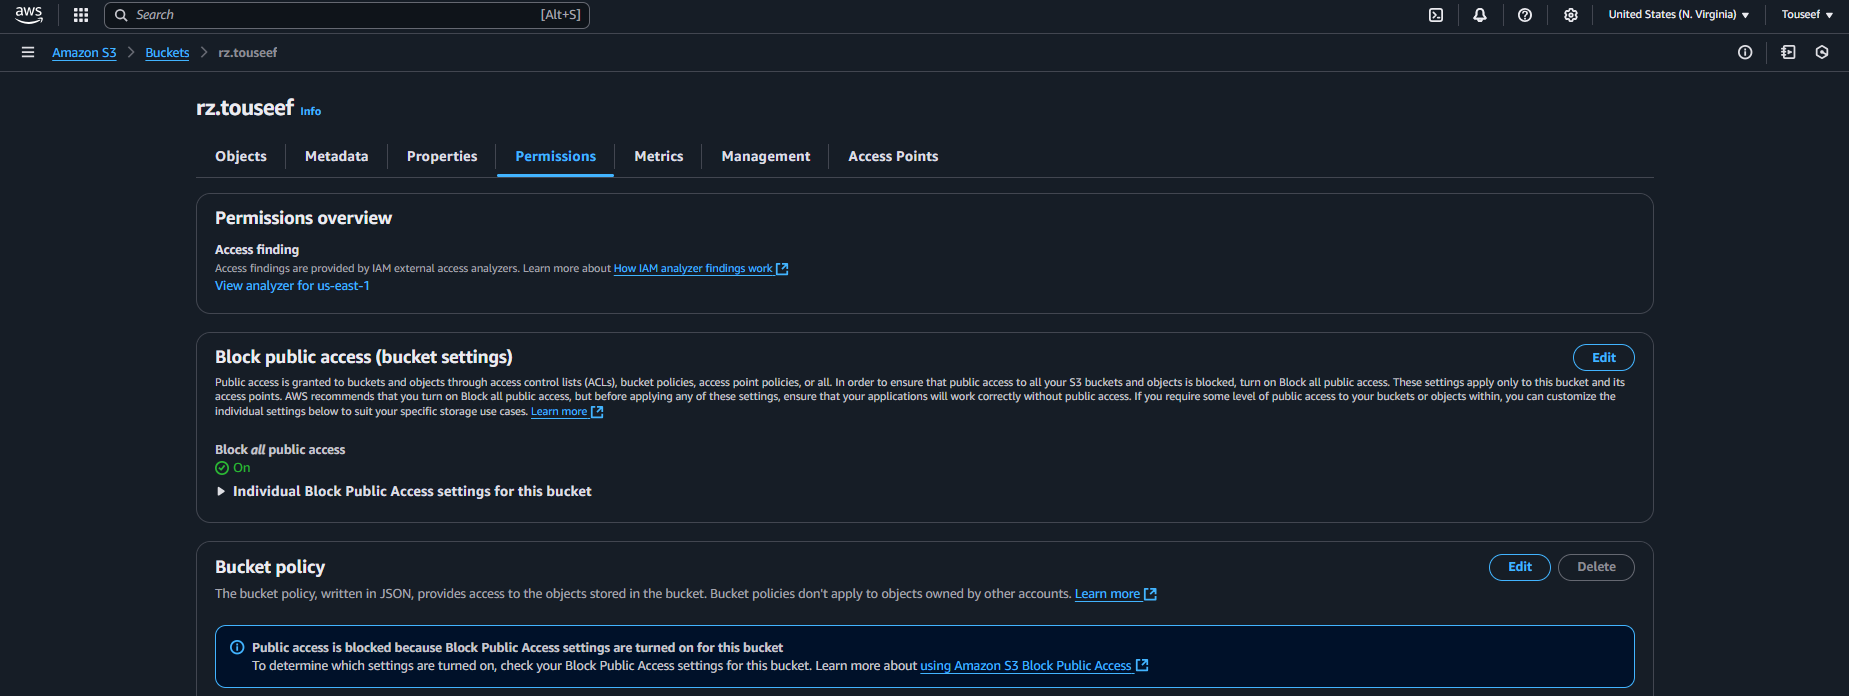 aws
Search
[Alt+S]
United States (N. Virginia)
Touseef
Amazon S3
Buckets
rz.touseef
rz.touseef Info
Objects
Metadata
Properties
Permissions
Metrics
Management
Access Points
Permissions overview
Access finding
Access findings are provided by IAM external access analyzers. Learn more about How IAM analyzer findings work
View analyzer for us-east-1
Block public access (bucket settings)
Edit
Public access is granted to buckets and objects through access control lists (ACLs), bucket policies, access point policies, or all. In order to ensure that public access to all your S3 buckets and objects is blocked, turn on Block all public access. These settings apply only to this bucket and its
access points. AWS recommends that you turn on Block all public access, but before applying any of these settings, ensure that your applications will work correctly without public access. If you require some level of public access to your buckets or objects within, you can customize the
individual settings below to suit your specific storage use cases. Learn more
Block all public access
On
Individual Block Public Access settings for this bucket
Bucket policy
Edit
Delete
The bucket policy, written in JSON, provides access to the objects stored in the bucket. Bucket policies don't apply to objects owned by other accounts. Learn more
Public access is blocked because Block Public Access settings are turned on for this bucket
To determine which settings are turned on, check your Block Public Access settings for this bucket. Learn more about using Amazon S3 Block Public Access